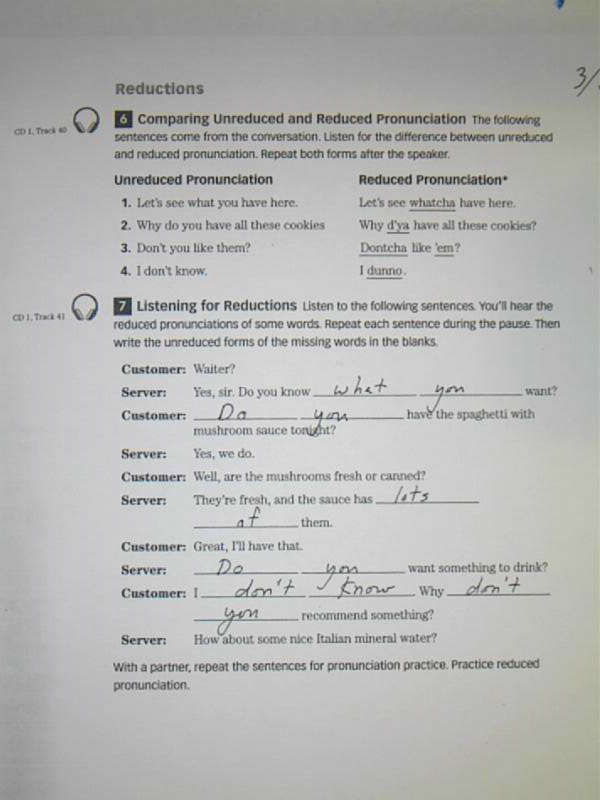 3/
Reductions
CD 1, Track 40
6 Comparing Unreduced and Reduced Pronunciation The following
sentences come from the conversation. Listen for the difference between unreduced
and reduced pronunciation. Repeat both forms after the speaker.
Unreduced Pronunciation Reduced Pronunciation*
1. Let's see what you have here. Let's see whatcha have here.
2. Why do you have all these cookies Why d'ya have all these cookies?
3. Don't you like them? Dontcha like 'em?
4. I don't know. I dunno.
CD 1, Track 41
7 Listening for Reductions Listen to the following sentences. You'll hear the
reduced pronunciations of some words. Repeat each sentence during the pause. Then
write the unreduced forms of the missing words in the blanks.
Customer: Waiter?
Server: Yes, sir. Do you know what you want?
Customer: Do you have the spaghetti with
mushroom sauce tonight?
Server: Yes, we do.
Customer: Well, are the mushrooms fresh or canned?
Server: They're fresh, and the sauce has lots
of them.
Customer: Great, I'll have that.
Server: Do you want something to drink?
Customer: I don't know. Why don't
you recommend something?
Server: How about some nice Italian mineral water?
With a partner, repeat the sentences for pronunciation practice. Practice reduced
pronunciation.